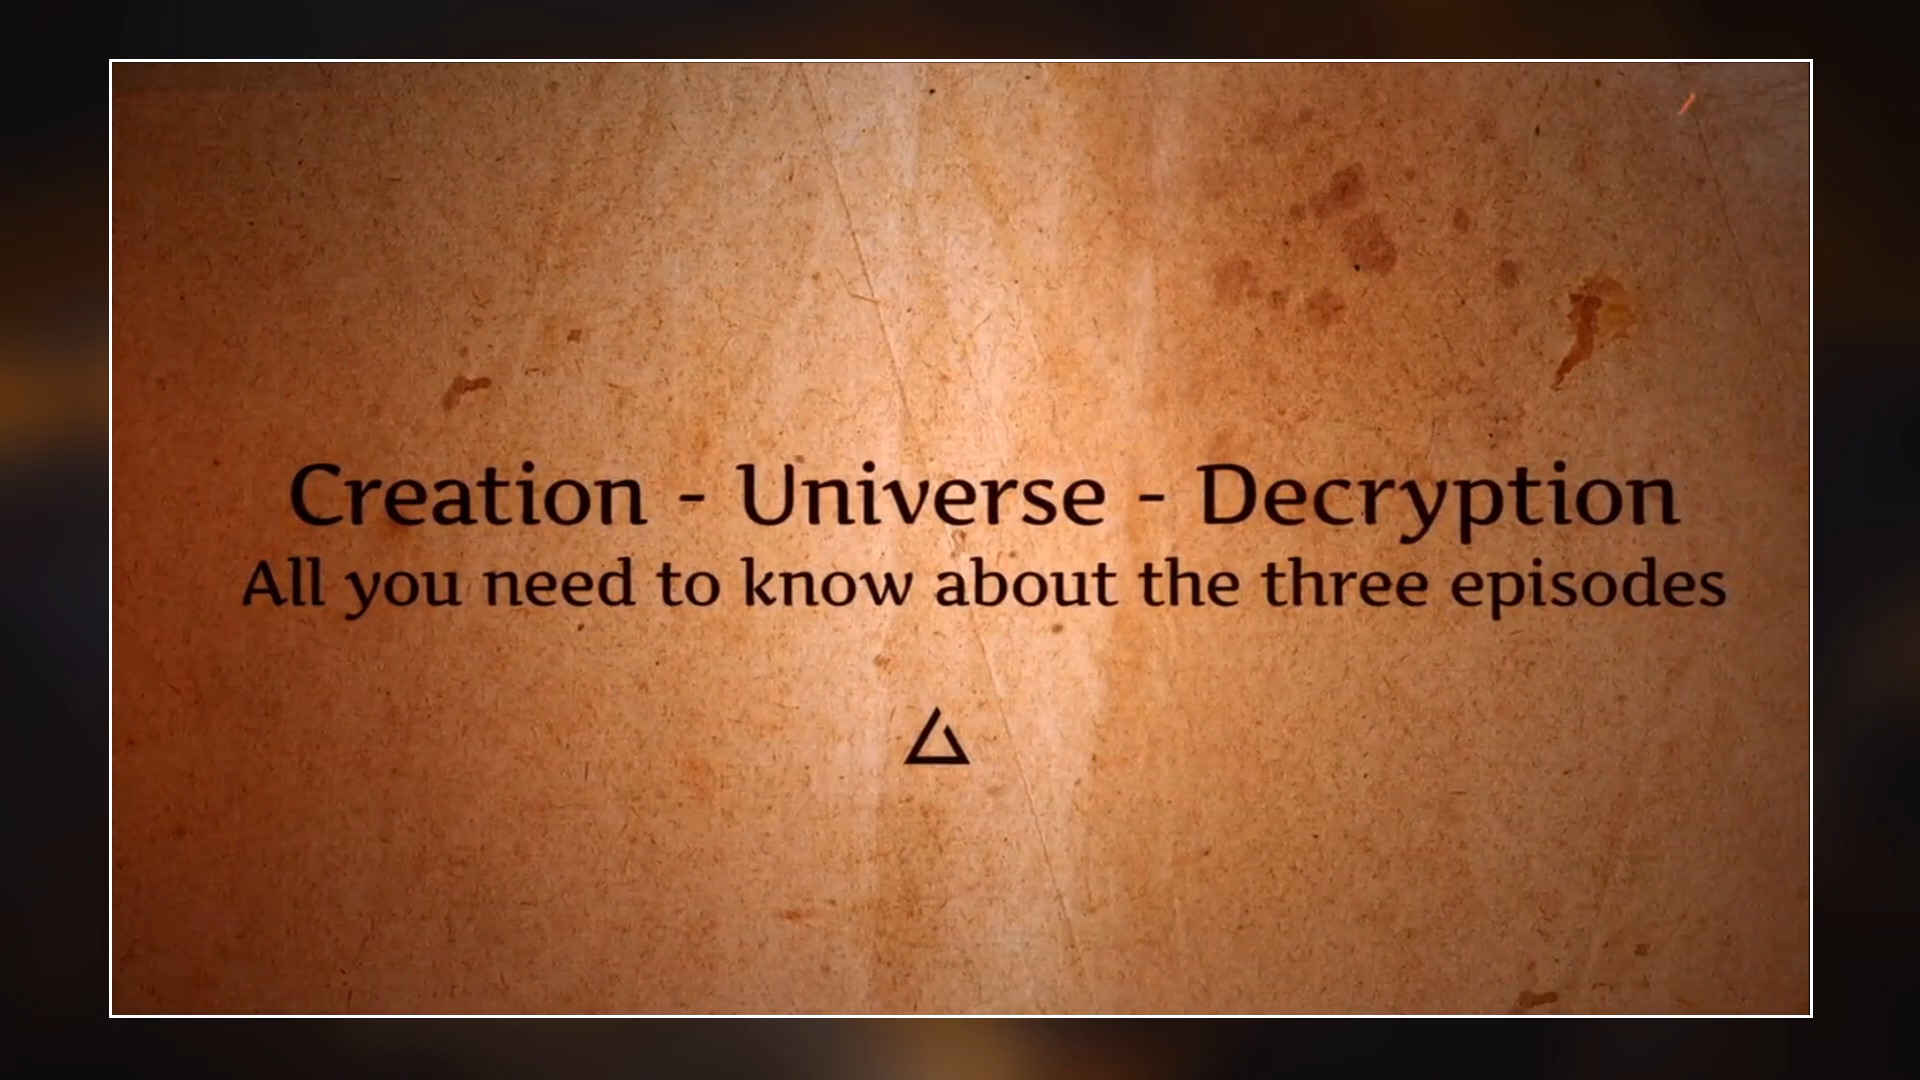 Creation - Universe - Decryption
All you need to know about the three episodes